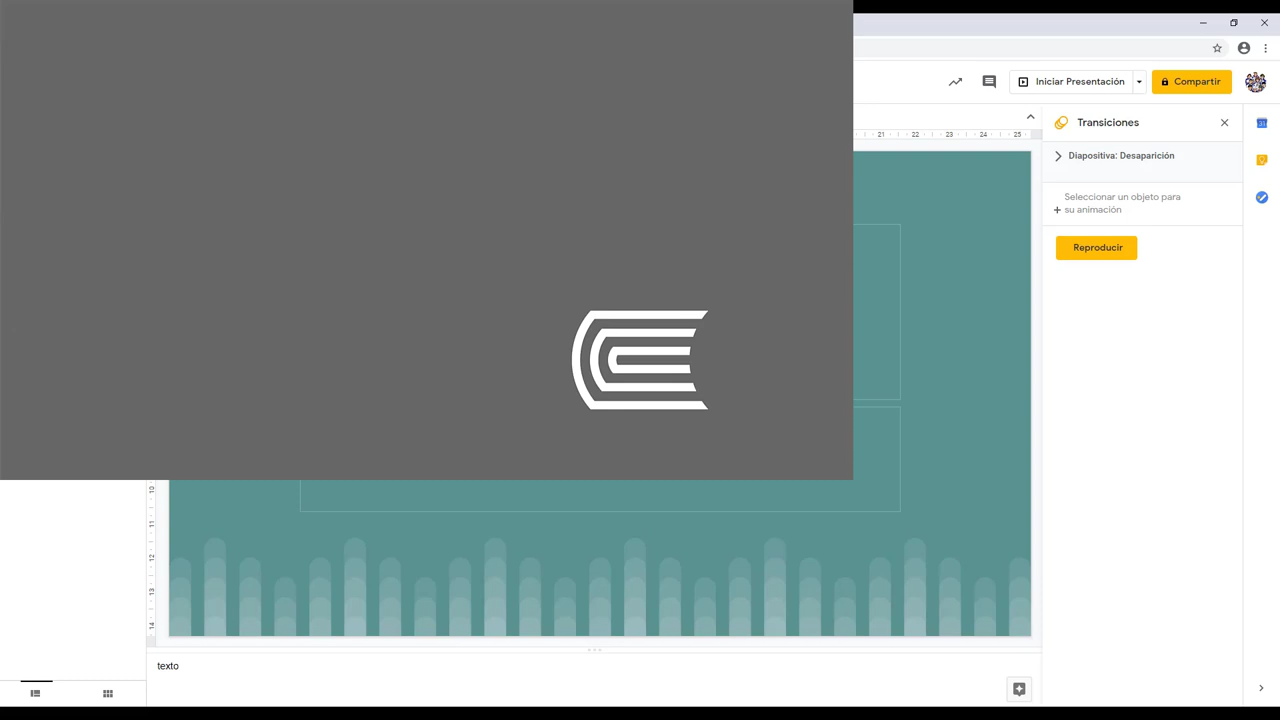 Iniciar Presentación
Compartir
21 22 23 24 25
Transiciones
Diapositiva: Desaparición
Seleccionar un objeto para
su animación
Reproducir
10
11
12
13
14
texto